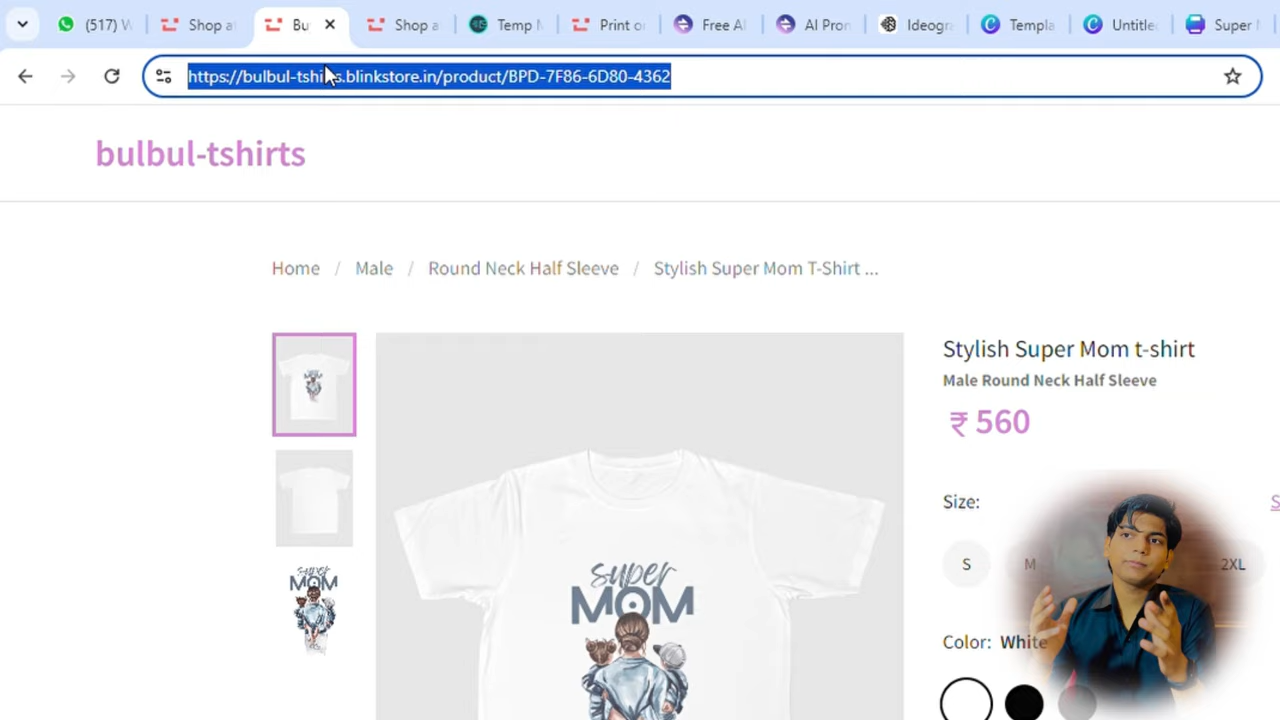 (517) W
Shop a
Bu
Shop a
Temp
Print o
Free A
AI Pron
Ideogra
Templa
Untitle
Super
https://bulbul-tshirts.blinkstore.in/product/BPD-7F86-6D80-4362
bulbul-tshirts
Home / Male / Round Neck Half Sleeve / Stylish Super Mom T-Shirt ...
Stylish Super Mom t-shirt
Male Round Neck Half Sleeve
₹ 560
Size:
S
S M 2XL
Color: White
super
MOM
super
MOM